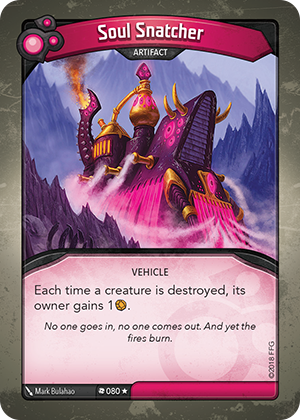 Soul Snatcher
ARTIFACT
VEHICLE
Each time a creature is destroyed, its
owner gains 1.
No one goes in, no one comes out. And yet the
fires burn.
Mark Bulahao
080
©2018 FFG